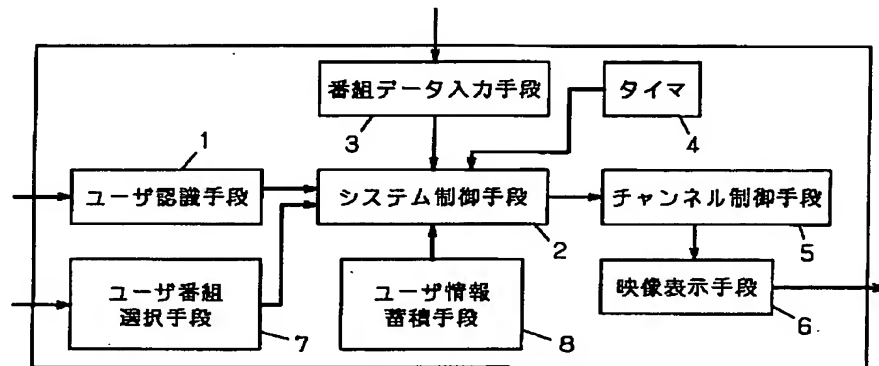 番組データ入力手段
タイマ
3
4
1
ユーザ認識手段
システム制御手段
チャンネル制御手段
2
5
ユーザ番組
選択手段
ユーザ情報
蓄積手段
映像表示手段
7
8
6